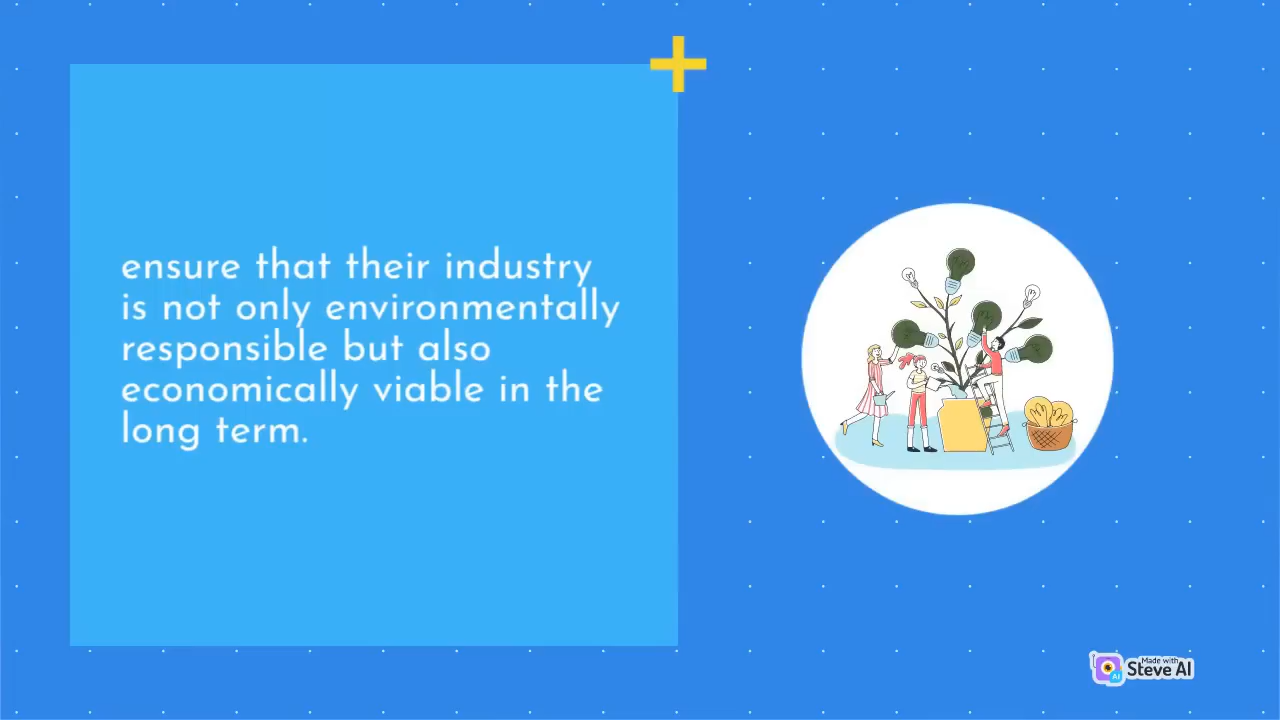 ensure that their industry
is not only environmentally
responsible but also
economically viable in the
long term.
Made with
Steve AI
AI